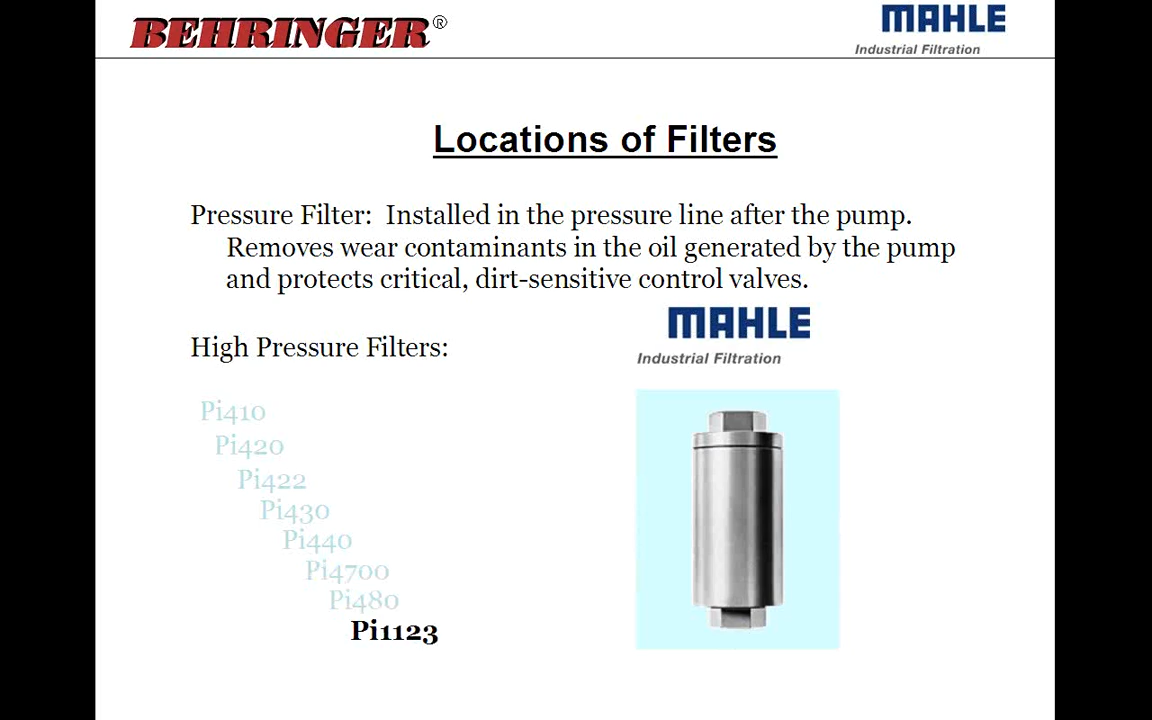 BEHRINGER®
MAHLE
Industrial Filtration
Locations of Filters
Pressure Filter:  Installed in the pressure line after the pump.
Removes wear contaminants in the oil generated by the pump
and protects critical, dirt-sensitive control valves.
MAHLE
Industrial Filtration
High Pressure Filters:
Pi410
Pi420
Pi422
Pi430
Pi440
Pi4700
Pi480
Pi1123